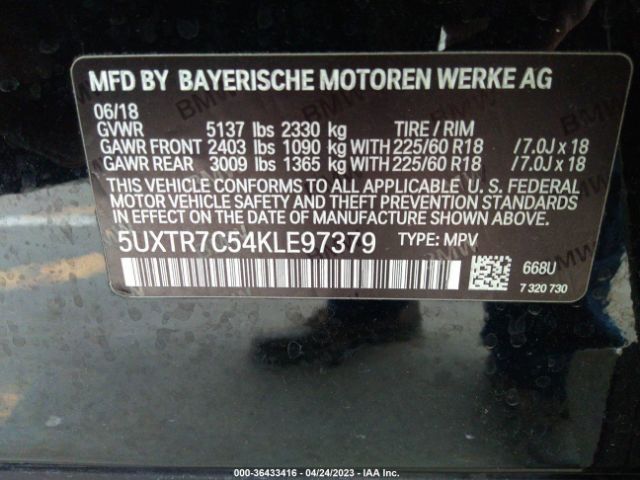 MFD BY BAYERISCHE MOTOREN WERKE AG
06/18
GVWR 5137 lbs 2330 kg TIRE / RIM
GAWR FRONT 2403 lbs 1090 kg WITH 225/60 R18 /7.0J x 18
GAWR REAR 3009 lbs 1365 kg WITH 225/60 R18 /7.0J x 18
THIS VEHICLE CONFORMS TO ALL APPLICABLE U. S. FEDERAL
MOTOR VEHICLE SAFETY AND THEFT PREVENTION STANDARDS
IN EFFECT ON THE DATE OF MANUFACTURE SHOWN ABOVE.
5UXTR7C54KLE97379 TYPE: MPV
668U
7 320 730
000-36433416 - 04/24/2023 - IAA Inc.